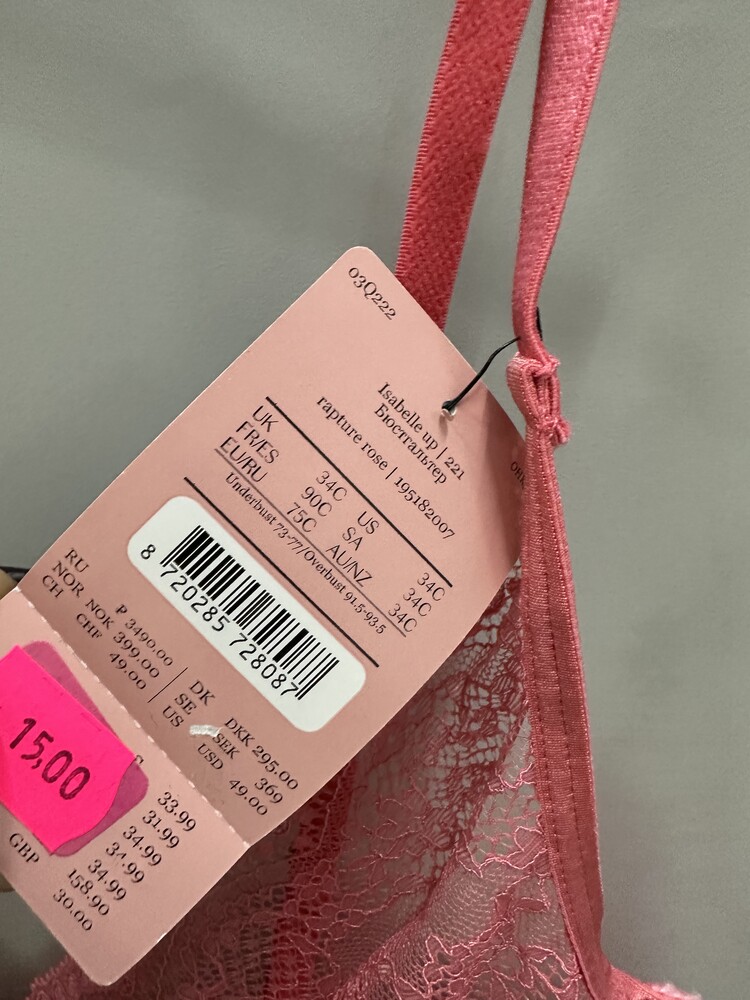 03Q222
Isabelle up | 221
Бюстгальтер
rapture rose | 195182007
UK 34C US 34C
FR/ES 90C SA 34C
EU/RU 75C AU/NZ 34C
Underbust 73-77/Overbust 91.5-93.5
8 720285 728087
RU ₽ 3490.00 DK DKK 295.00
NOR NOK 399.00 SE SEK 369
CH CHF 49.00 US USD 49.00
15,00
33.99
31.99
34.99
34.99
34.99
158.90
GBP 30.00